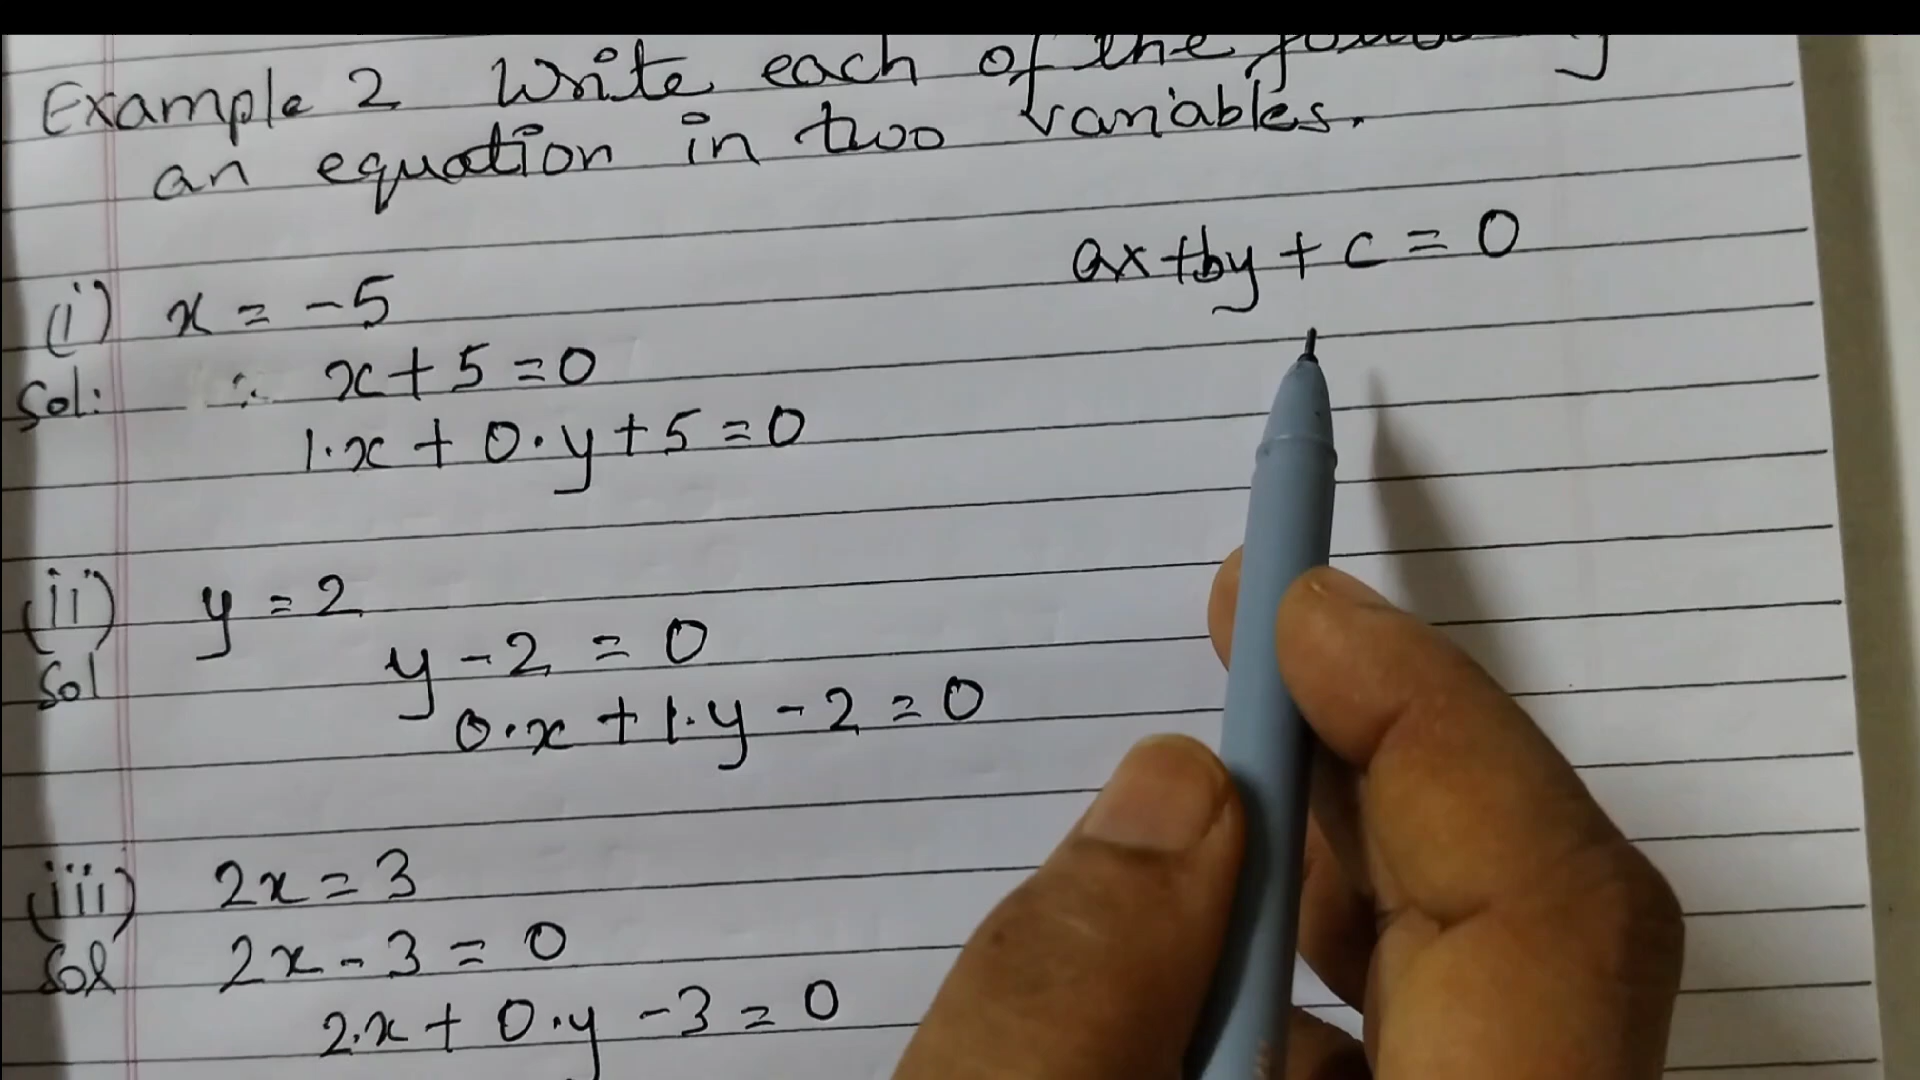 Example 2 Write each of the following
an equation in two variables.
ax + by + c = 0
(i) x = -5
Sol: ∴ x + 5 = 0
1·x + 0·y + 5 = 0
(ii) y = 2
Sol y - 2 = 0
0·x + 1·y - 2 = 0
(iii) 2x = 3
Sol 2x - 3 = 0
2·x + 0·y - 3 = 0